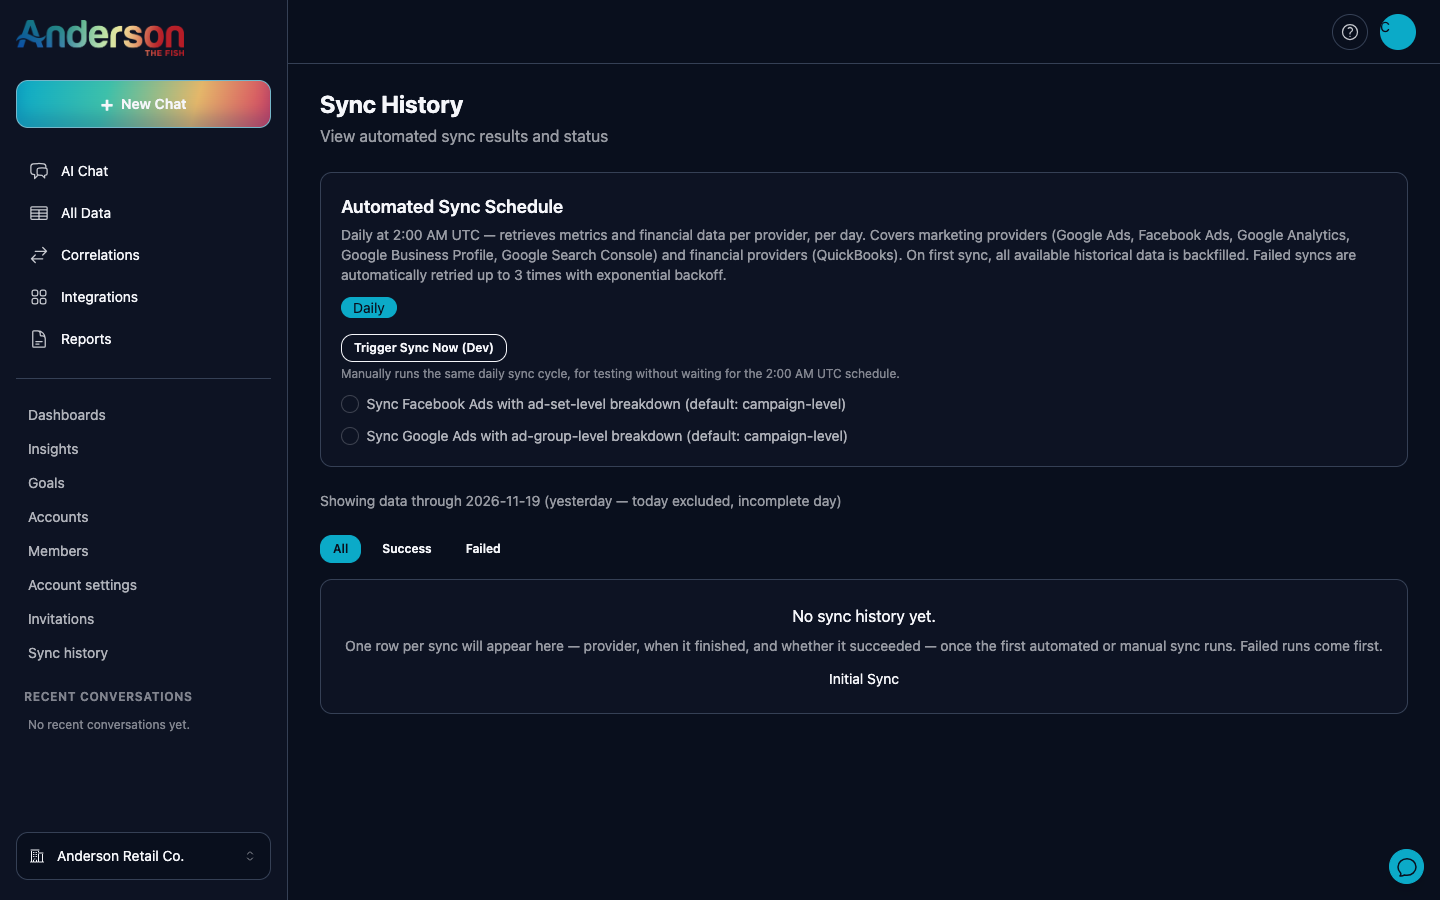 Anderson
THE FISH
+ New Chat
AI Chat
All Data
Correlations
Integrations
Reports
Dashboards
Insights
Goals
Accounts
Members
Account settings
Invitations
Sync history
RECENT CONVERSATIONS
No recent conversations yet.
Anderson Retail Co.
C
Sync History
View automated sync results and status
Automated Sync Schedule
Daily at 2:00 AM UTC — retrieves metrics and financial data per provider, per day. Covers marketing providers (Google Ads, Facebook Ads, Google Analytics,
Google Business Profile, Google Search Console) and financial providers (QuickBooks). On first sync, all available historical data is backfilled. Failed syncs are
automatically retried up to 3 times with exponential backoff.
Daily
Trigger Sync Now (Dev)
Manually runs the same daily sync cycle, for testing without waiting for the 2:00 AM UTC schedule.
Sync Facebook Ads with ad-set-level breakdown (default: campaign-level)
Sync Google Ads with ad-group-level breakdown (default: campaign-level)
Showing data through 2026-11-19 (yesterday — today excluded, incomplete day)
All Success Failed
No sync history yet.
One row per sync will appear here — provider, when it finished, and whether it succeeded — once the first automated or manual sync runs. Failed runs come first.
Initial Sync